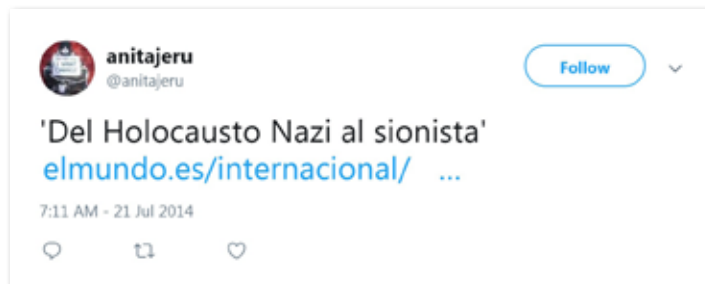 anitajeru
@anitajeru
Follow
'Del Holocausto Nazi al sionista'
elmundo.es/internacional/ ...
7:11 AM - 21 Jul 2014